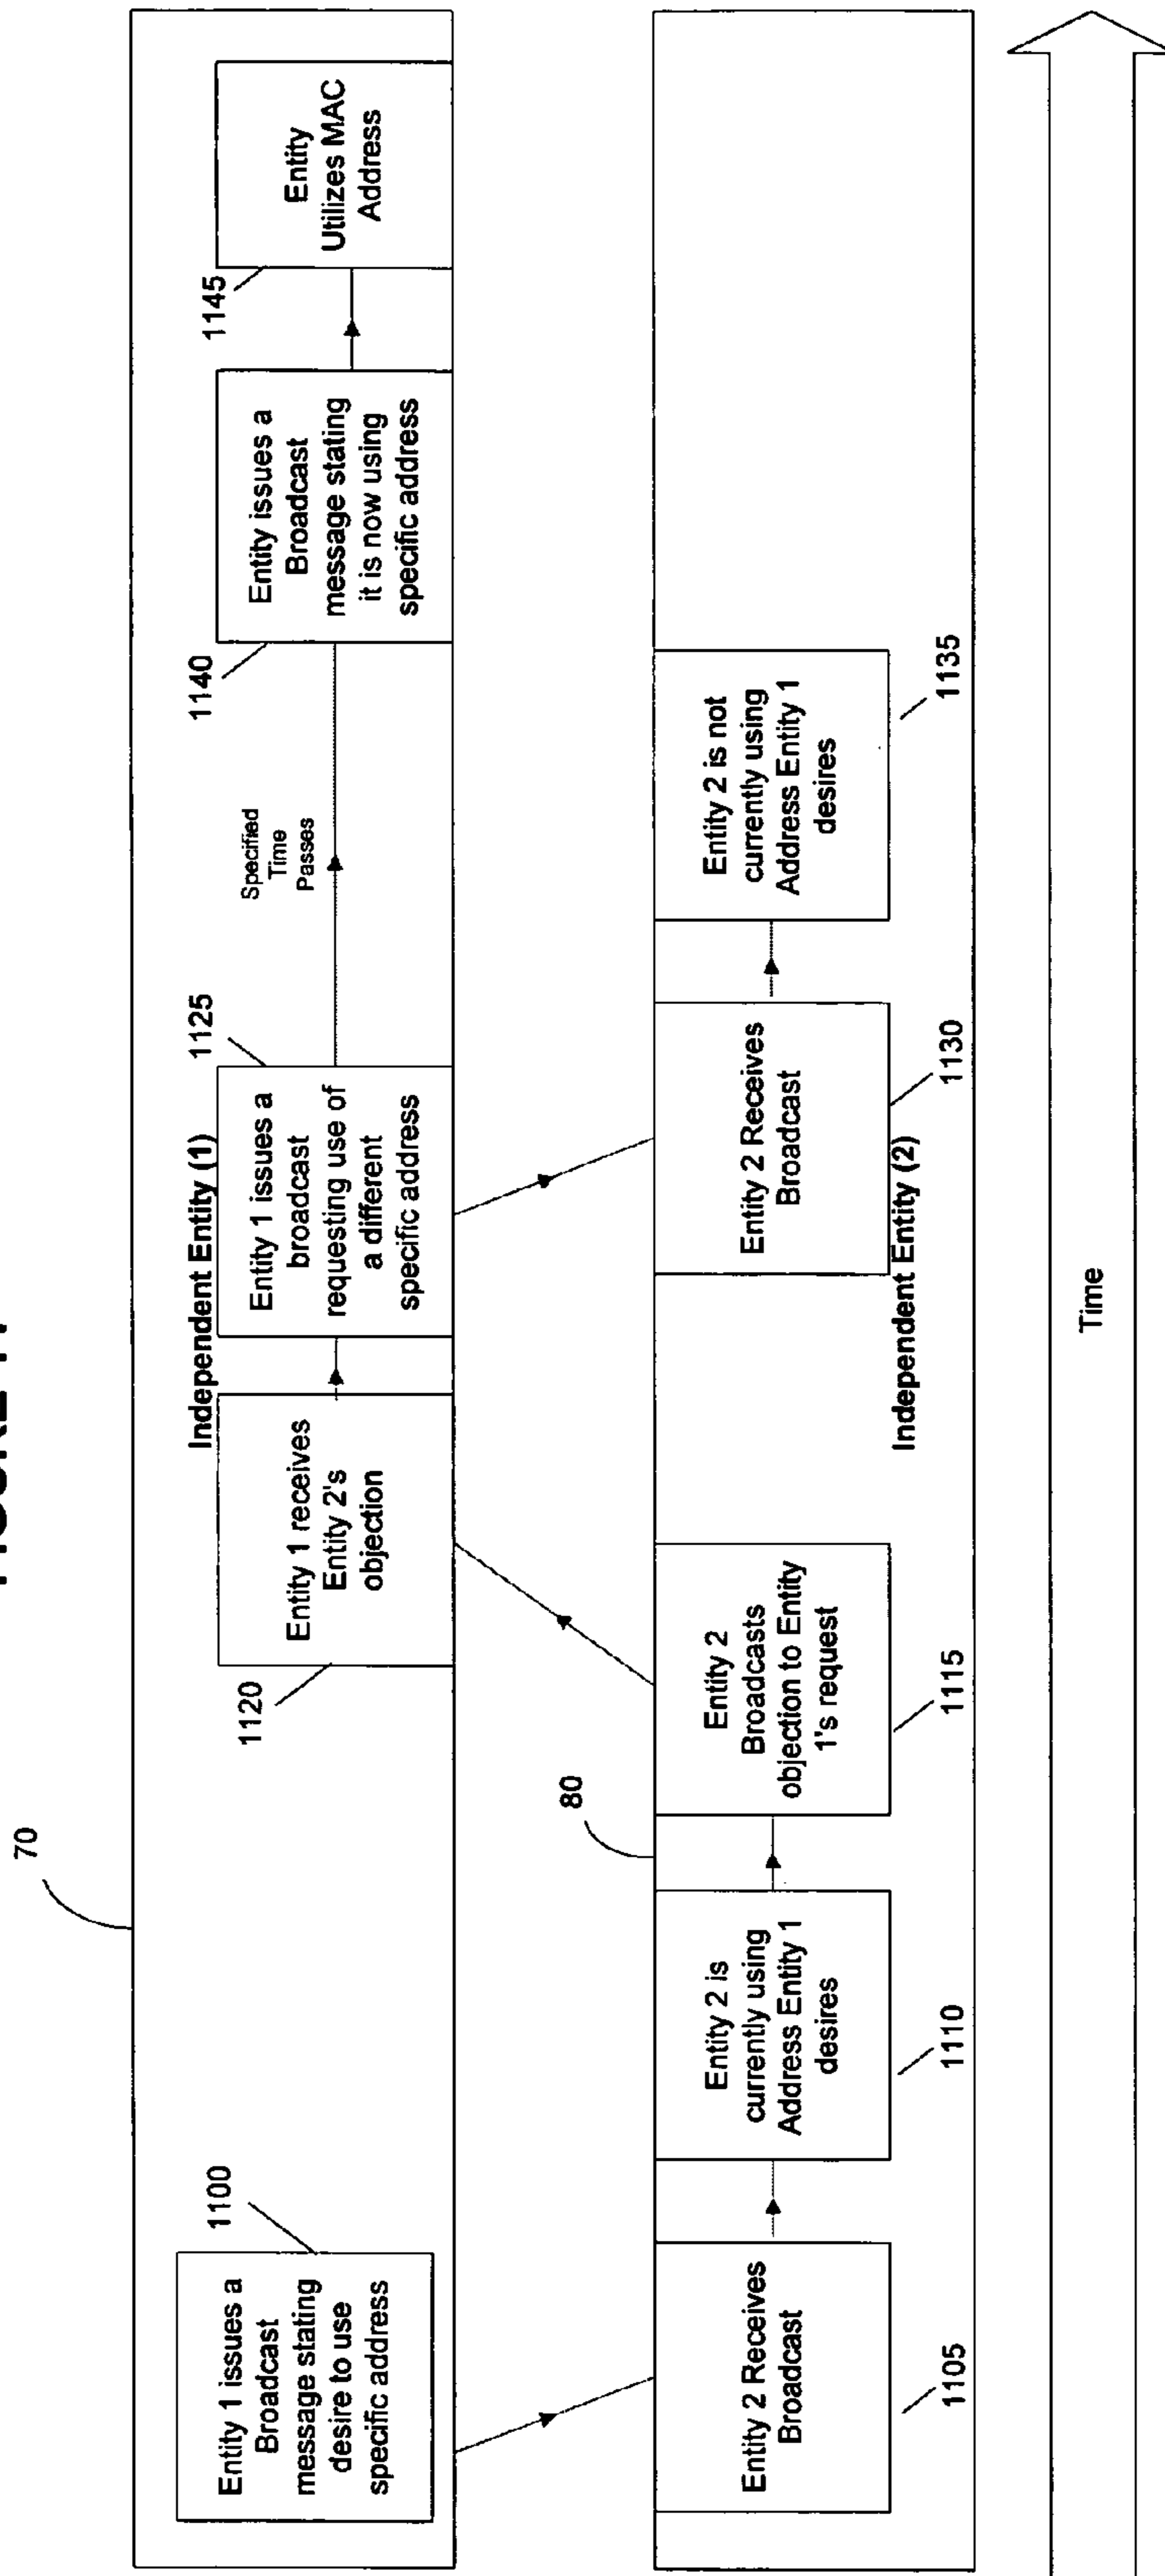 70
Independent Entity (1)
1100
Entity 1 issues a
Broadcast
message stating
desire to use
specific address
1120
Entity 1 receives
Entity 2's
objection
1125
Entity 1 issues a
broadcast
requesting use of
a different
specific address
Specified
Time
Passes
1140
Entity issues a
Broadcast
message stating
it is now using
specific address
1145
Entity
Utilizes MAC
Address
80
Entity 2 Receives
Broadcast
1105
Entity 2 is
currently using
Address Entity 1
desires
1110
Entity 2
Broadcasts
objection to Entity
1's request
1115
Entity 2 Receives
Broadcast
1130
Entity 2 is not
currently using
Address Entity 1
desires
1135
Independent Entity (2)
Time